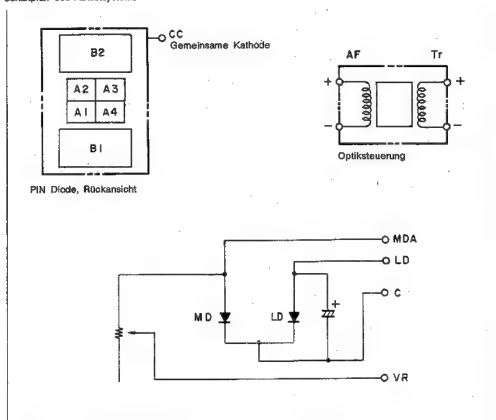 CC
Gemeinsame Kathode
B2
A2 A3
A1 A4
B1
PIN Diode, Rückansicht
AF Tr
+ +
− −
Optiksteuerung
MDA
LD
C
MD LD +
VR